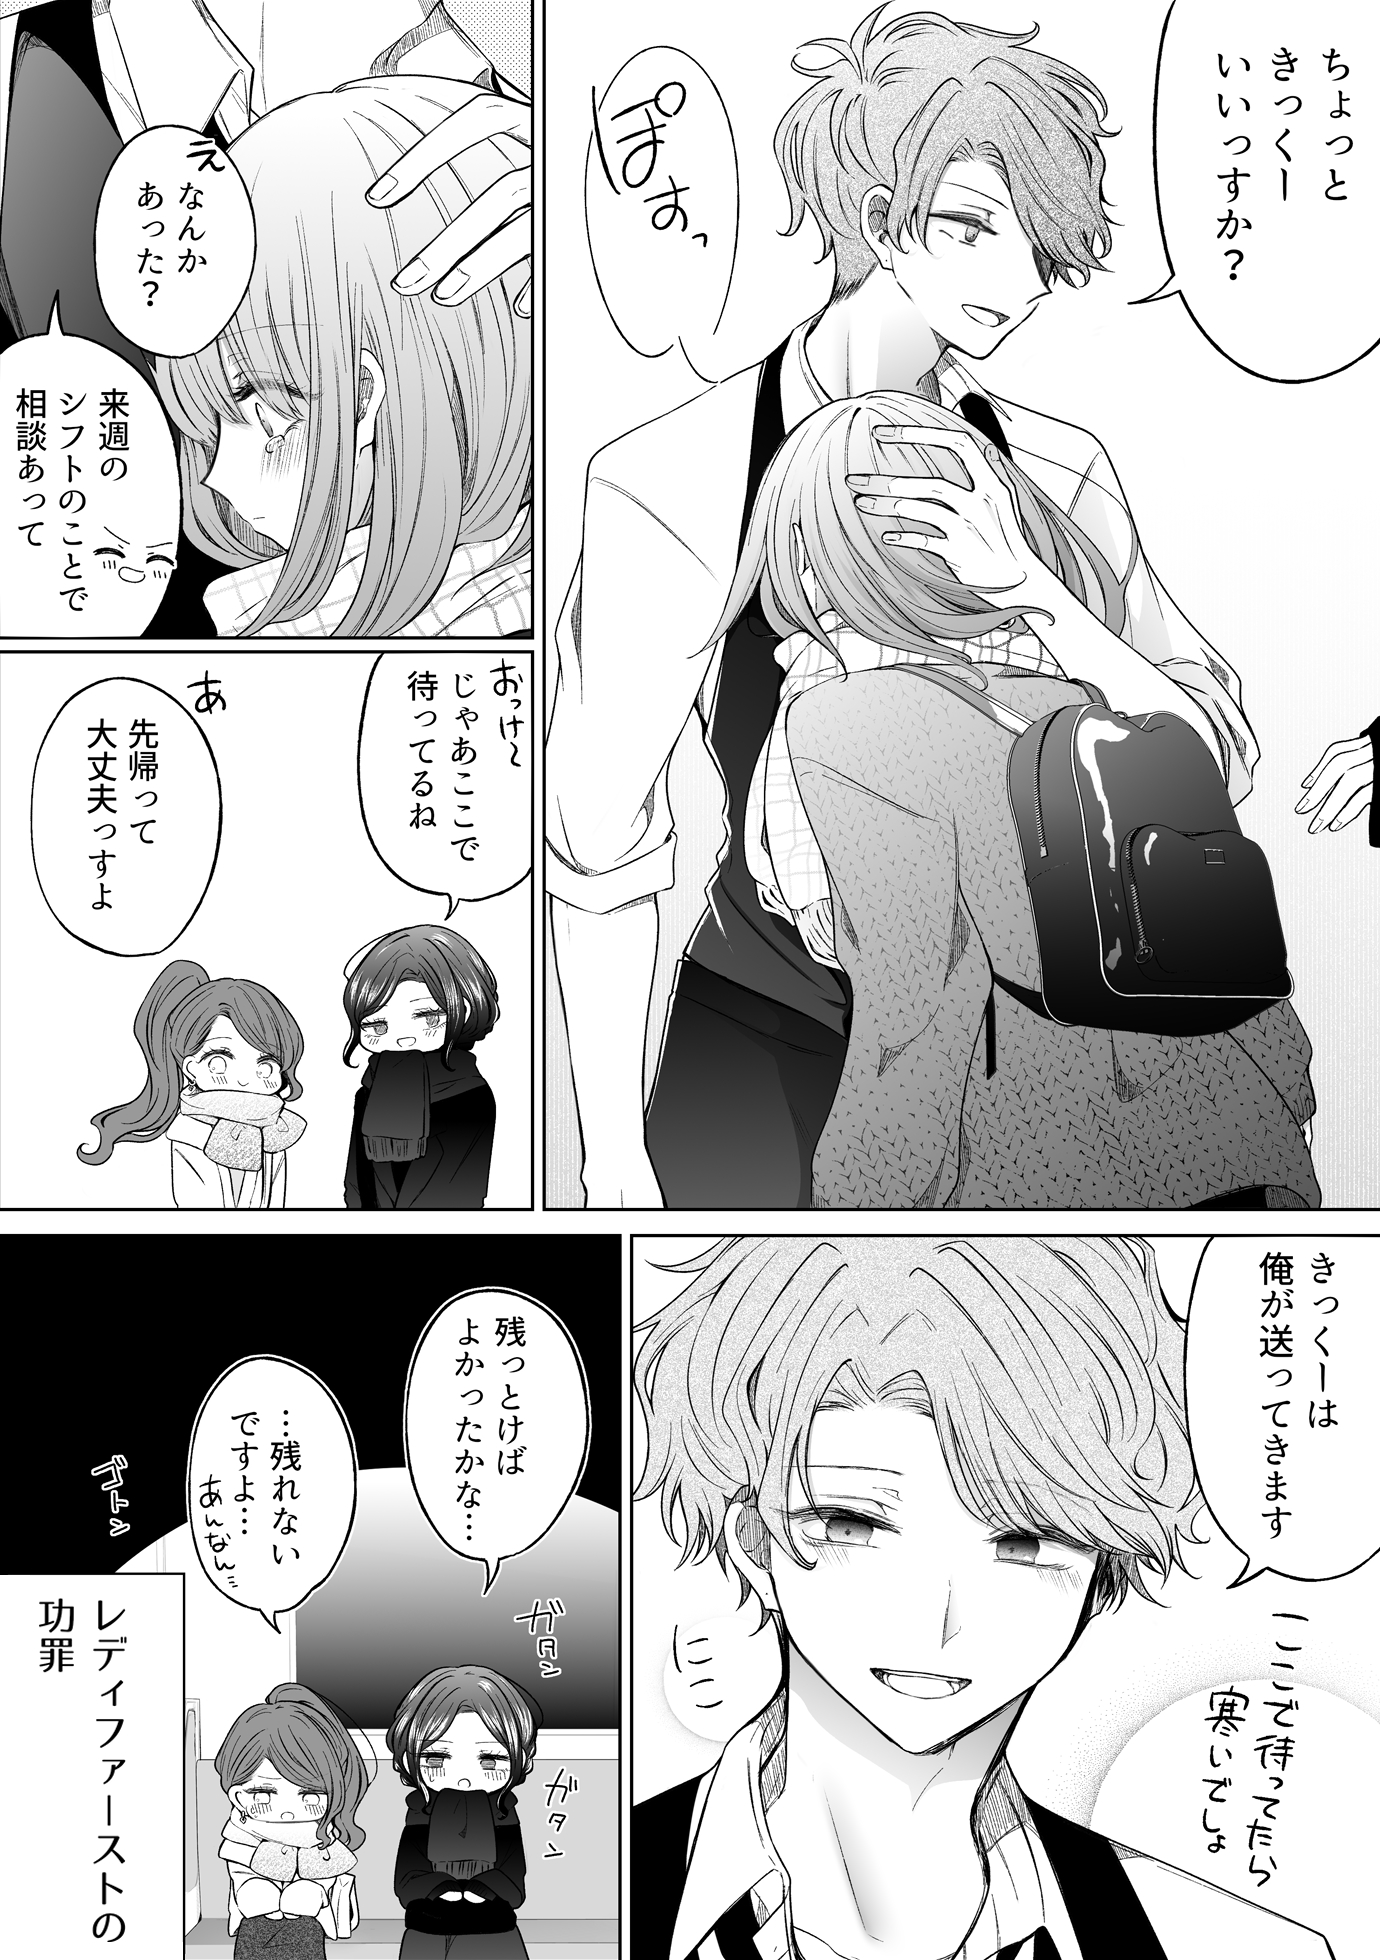 ちょっと
きっくー
いいっすか？
ぽすっ
え
なんか
あった？
来週の
シフトのことで
相談あって
おっけ〜
じゃあここで
待ってるね
あ
先帰って
大丈夫っすよ
きっくーは
俺が送ってきます
ここで待ってたら
寒いでしょ
にこにこ
残っとけば
よかったかな…
…残れない
ですよ…
あんなん…
ガタン
ガタン
ゴトン
レディファーストの
功罪